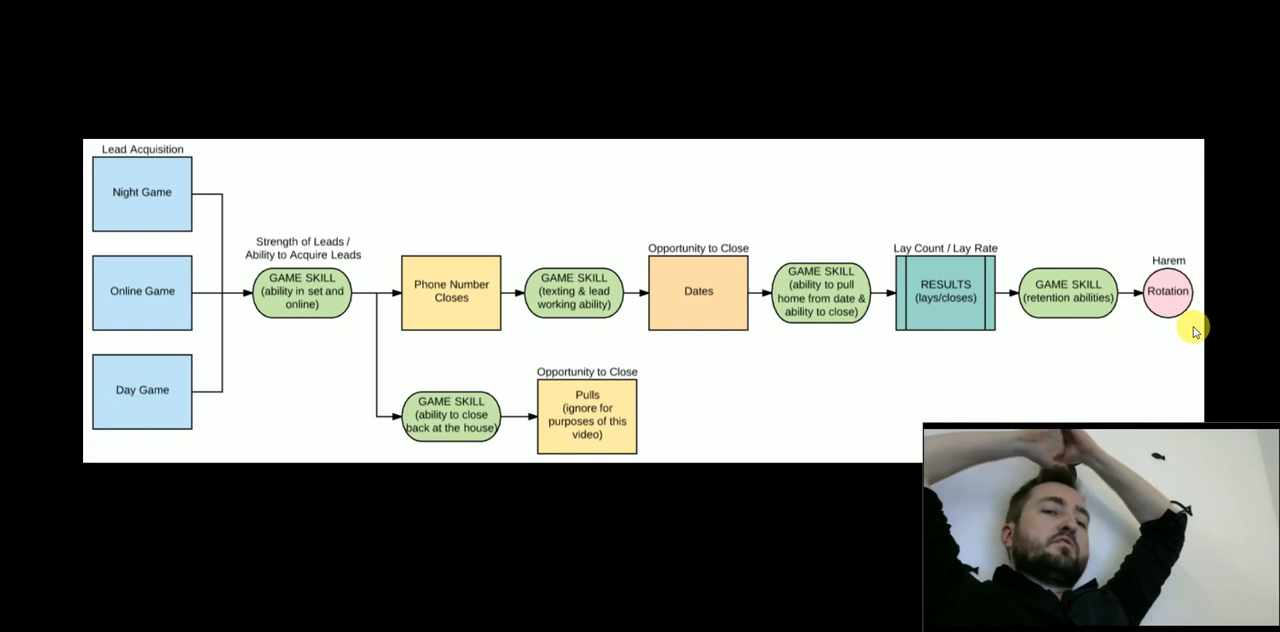 Lead Acquisition
Night Game
Online Game
Day Game
Strength of Leads /
Ability to Acquire Leads
GAME SKILL
(ability in set and
online)
Phone Number
Closes
GAME SKILL
(texting & lead
working ability)
Opportunity to Close
Dates
GAME SKILL
(ability to pull
home from date &
ability to close)
Lay Count / Lay Rate
RESULTS
(lays/closes)
GAME SKILL
(retention abilities)
Harem
Rotation
GAME SKILL
(ability to close
back at the house)
Opportunity to Close
Pulls
(ignore for
purposes of this
video)